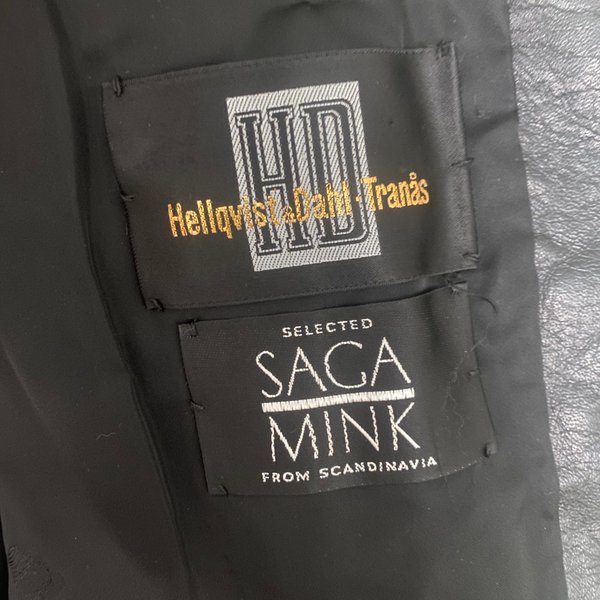 HD
Hellqvist & Dahl - Tranås
SELECTED
SAGA
MINK
FROM SCANDINAVIA